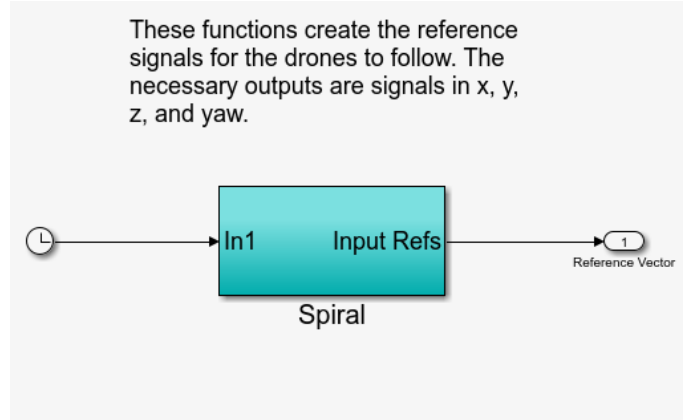 These functions create the reference
signals for the drones to follow. The
necessary outputs are signals in x, y,
z, and yaw.
In1 Input Refs
1
Reference Vector
Spiral